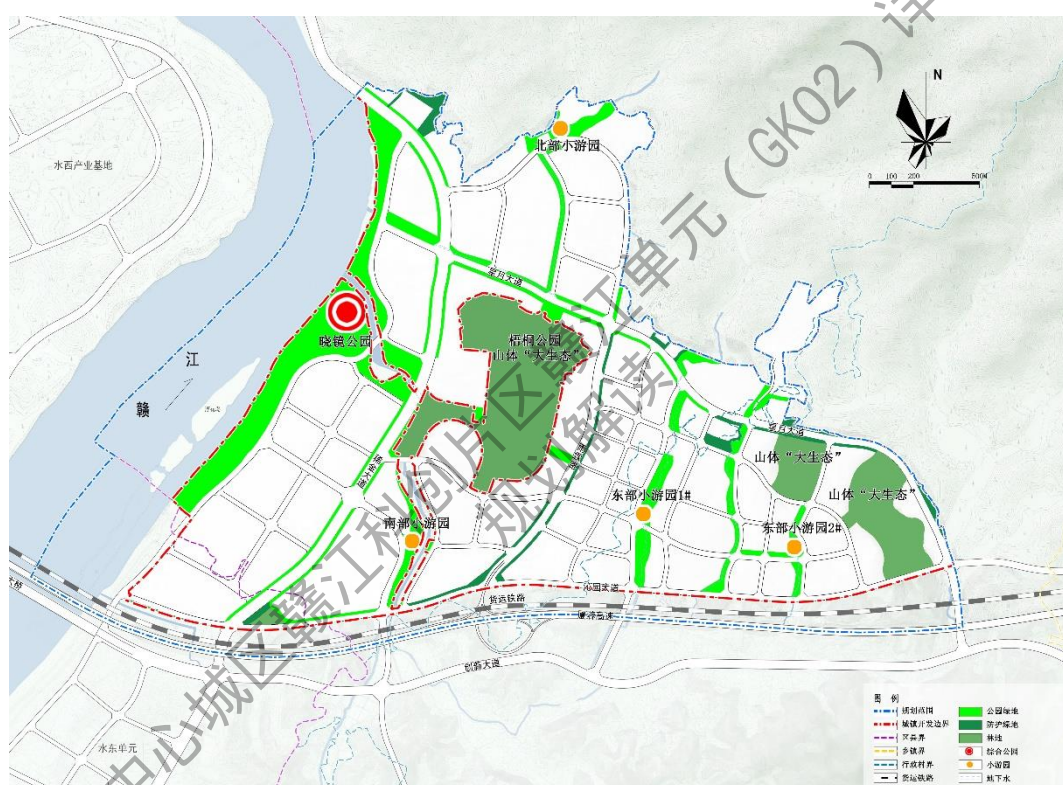 中心城区赣江科创片区赣江单元（GK02）详
规划解读
N
0 100 200 500M
水西产业基地
北部小游园
星月大道
晓镜公园
梧桐公园
山体“大生态”
江
赣
山体“大生态”
山体“大生态”
东部小游园1#
东部小游园2#
南部小游园
货运铁路
水东单元
图 例
规划范围
城镇开发边界
区县界
乡镇界
行政村界
货运铁路
公园绿地
防护绿地
林地
综合公园
小游园
地下水